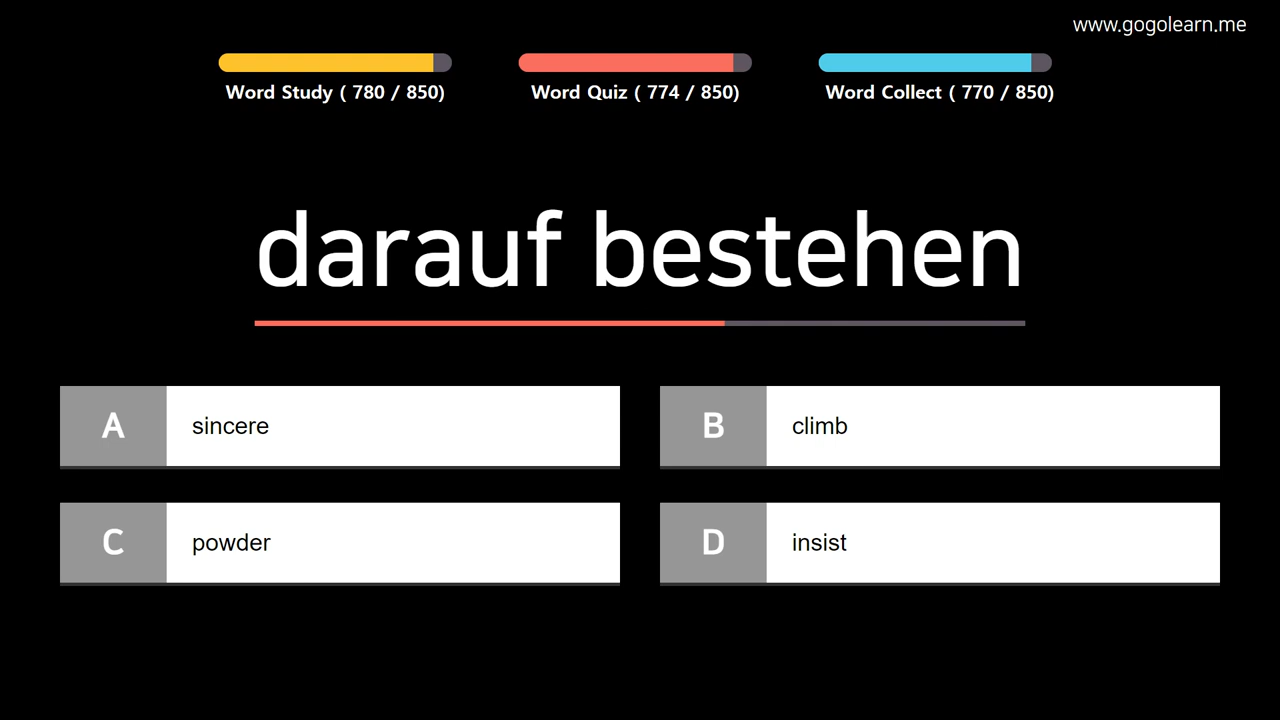 www.gogolearn.me
Word Study ( 780 / 850)
Word Quiz ( 774 / 850)
Word Collect ( 770 / 850)
darauf bestehen
A sincere
B climb
C powder
D insist